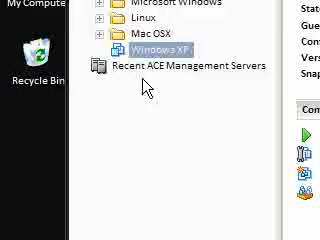 My Compute
Microsoft Windows
Linux
Mac OSX
Windows XP
Recent ACE Management Servers
Recycle Bin
Stat
Gue
Con
Vers
Snap
Com